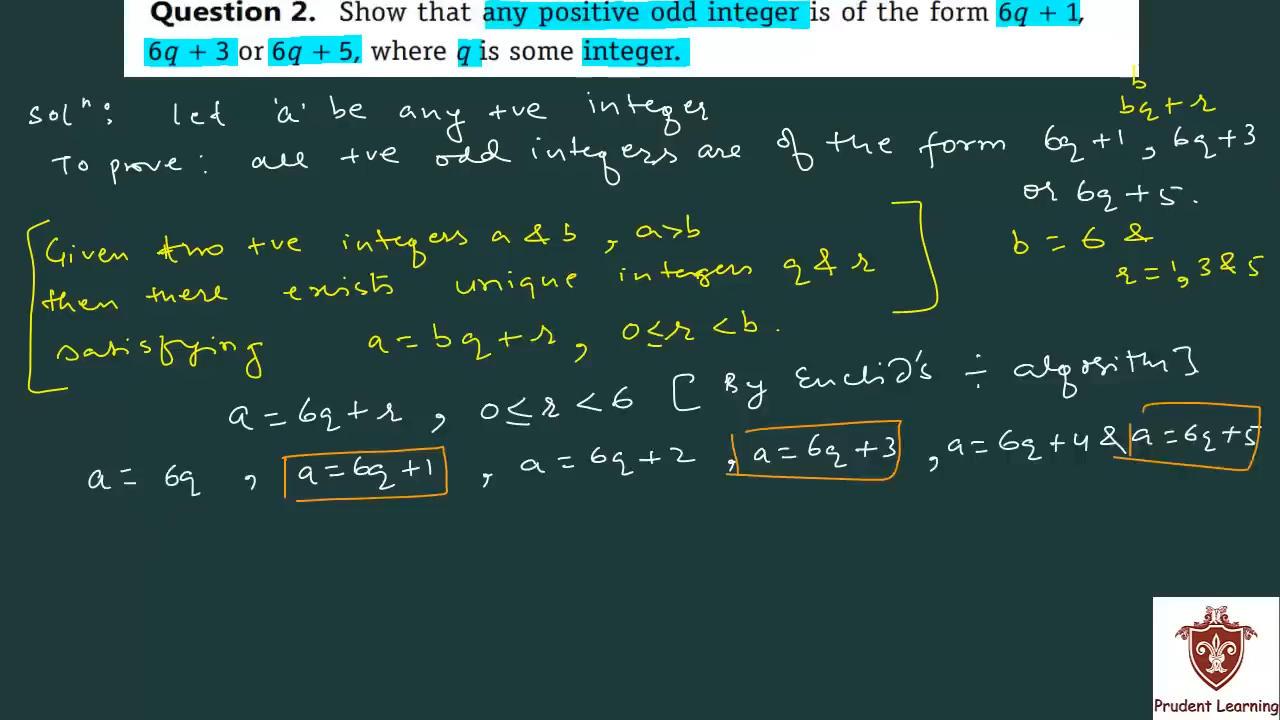 Question 2. Show that any positive odd integer is of the form 6q + 1,
6q + 3 or 6q + 5, where q is some integer.
b
bq + r
solⁿ: let 'a' be any +ve integer
To prove: all +ve odd integers are of the form 6q+1, 6q+3
or 6q+5.
b = 6 &
r = 1, 3 & 5
[Given two +ve integers a & b, a>b
then there exists unique integers q & r
satisfying a = bq + r, 0≤r<b.]
a = 6q + r, 0≤r<6 [By Euclid's ÷ algorithm]
a = 6q, a = 6q+1, a = 6q+2, a = 6q+3, a = 6q+4 & a = 6q+5
Prudent Learning